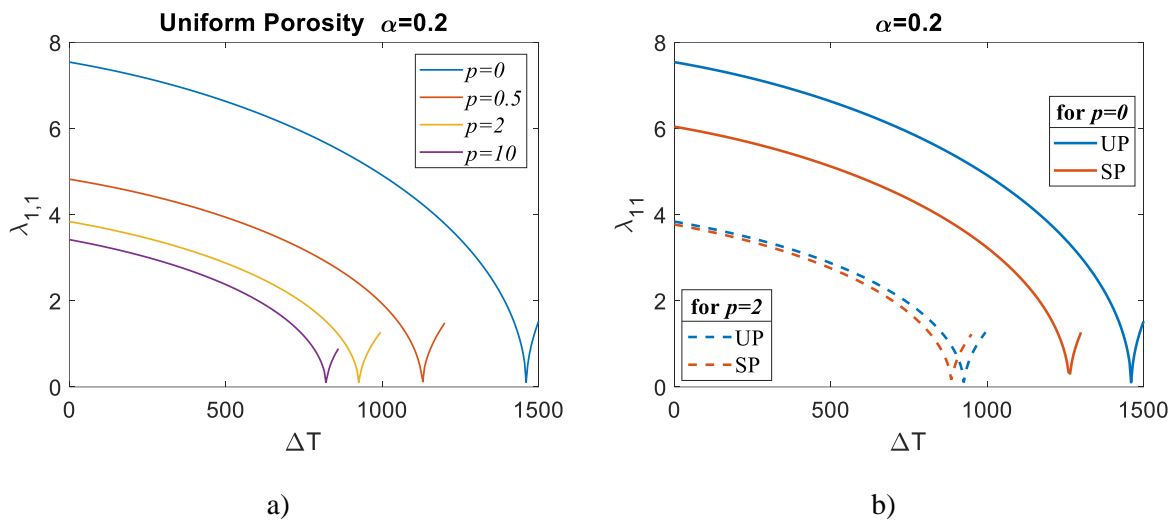 Uniform Porosity α=0.2
8
6
4
2
0
λ1,1
p=0
p=0.5
p=2
p=10
0 500 1000 1500
ΔT
a)
α=0.2
8
6
4
2
0
λ11
for p=0
UP
SP
for p=2
UP
SP
0 500 1000 1500
ΔT
b)